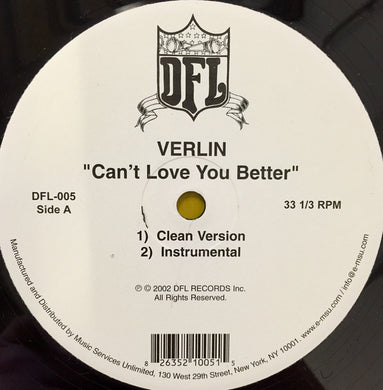 DFL
VERLIN
"Can't Love You Better"
DFL-005
Side A
33 1/3 RPM
1) Clean Version
2) Instrumental
℗ © 2002 DFL RECORDS Inc.
All Rights Reserved.
8 26352 10051 5
Manufactured and Distributed by Music Services Unlimited, 130 West 29th Street, New York, NY 10001. www.e-msu.com / info@e-msu.com